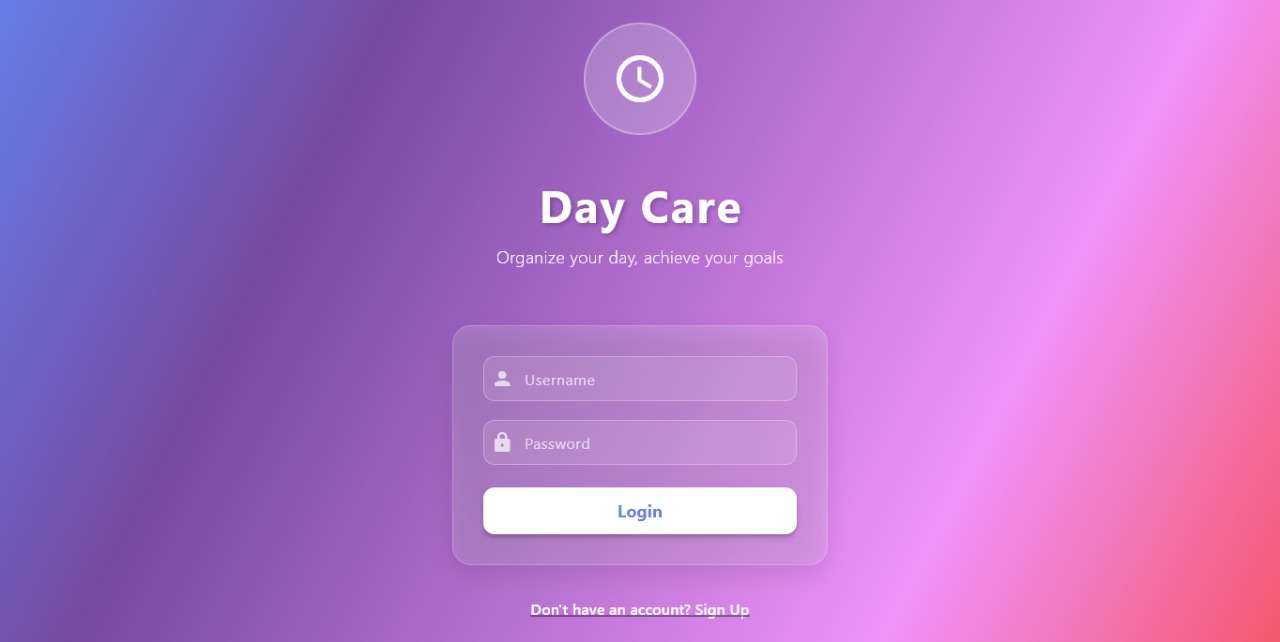 Day Care
Organize your day, achieve your goals
Username
Password
Login
Don't have an account? Sign Up